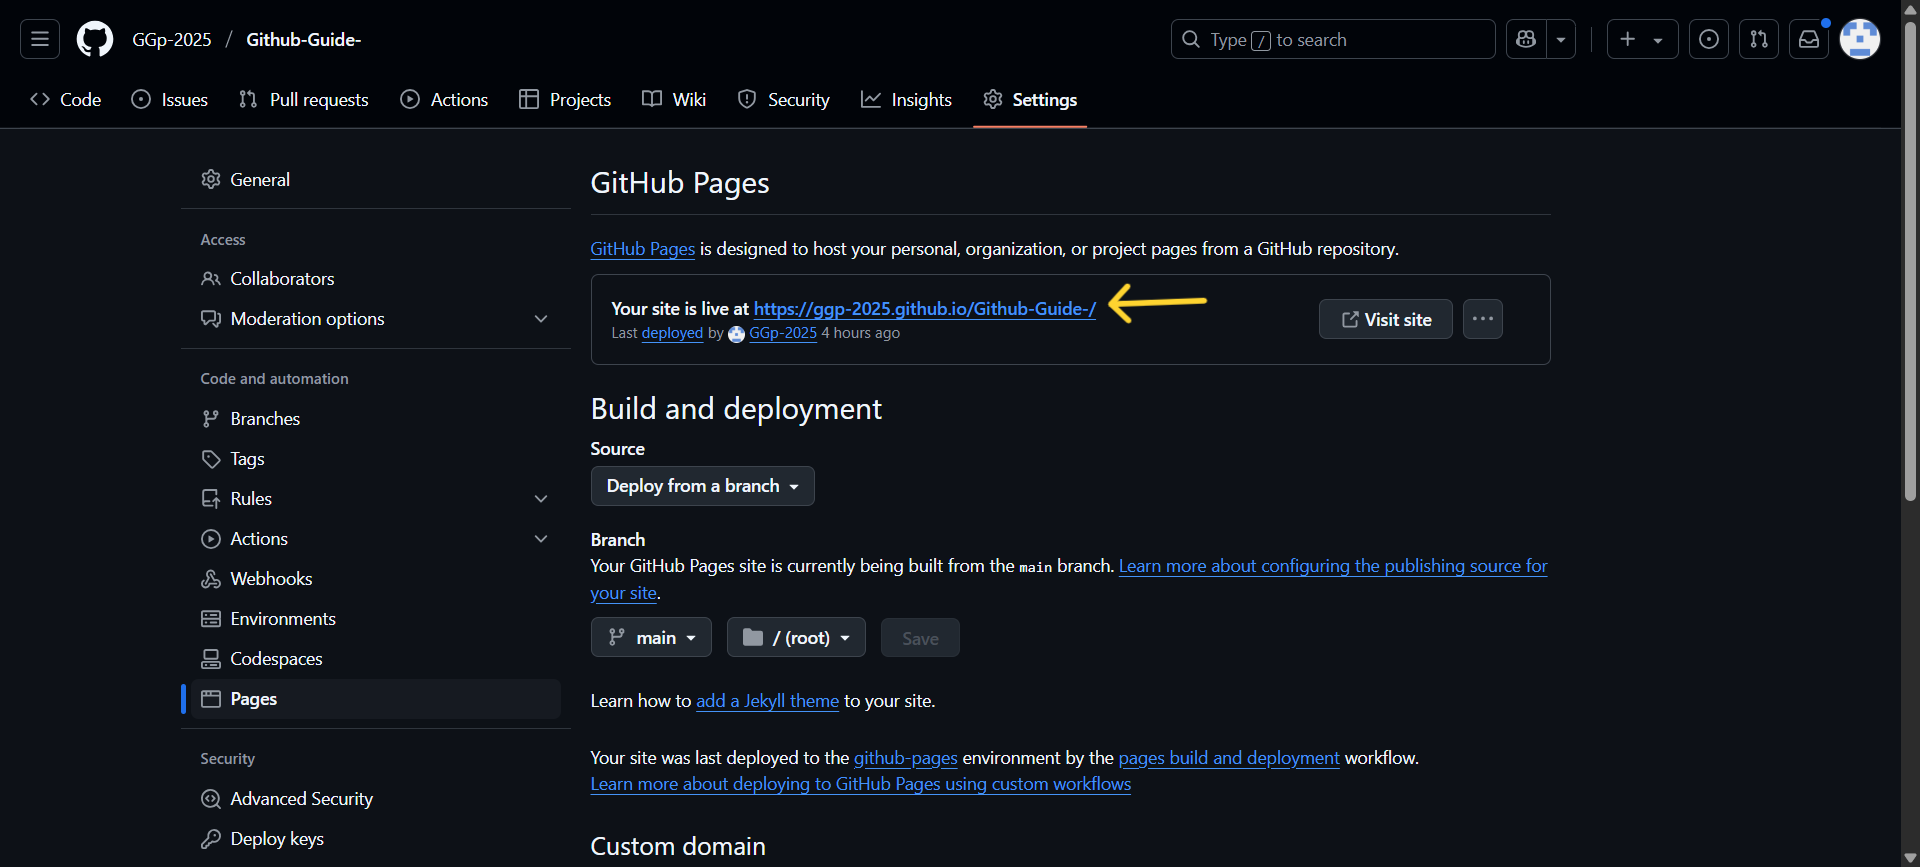 GGp-2025 / Github-Guide-
Type / to search
Code Issues Pull requests Actions Projects Wiki Security Insights Settings
General
Access
Collaborators
Moderation options
Code and automation
Branches
Tags
Rules
Actions
Webhooks
Environments
Codespaces
Pages
Security
Advanced Security
Deploy keys
GitHub Pages
GitHub Pages is designed to host your personal, organization, or project pages from a GitHub repository.
Your site is live at https://ggp-2025.github.io/Github-Guide-/
Last deployed by GGp-2025 4 hours ago
Visit site
Build and deployment
Source
Deploy from a branch
Branch
Your GitHub Pages site is currently being built from the main branch. Learn more about configuring the publishing source for
your site.
main / (root) Save
Learn how to add a Jekyll theme to your site.
Your site was last deployed to the github-pages environment by the pages build and deployment workflow.
Learn more about deploying to GitHub Pages using custom workflows
Custom domain